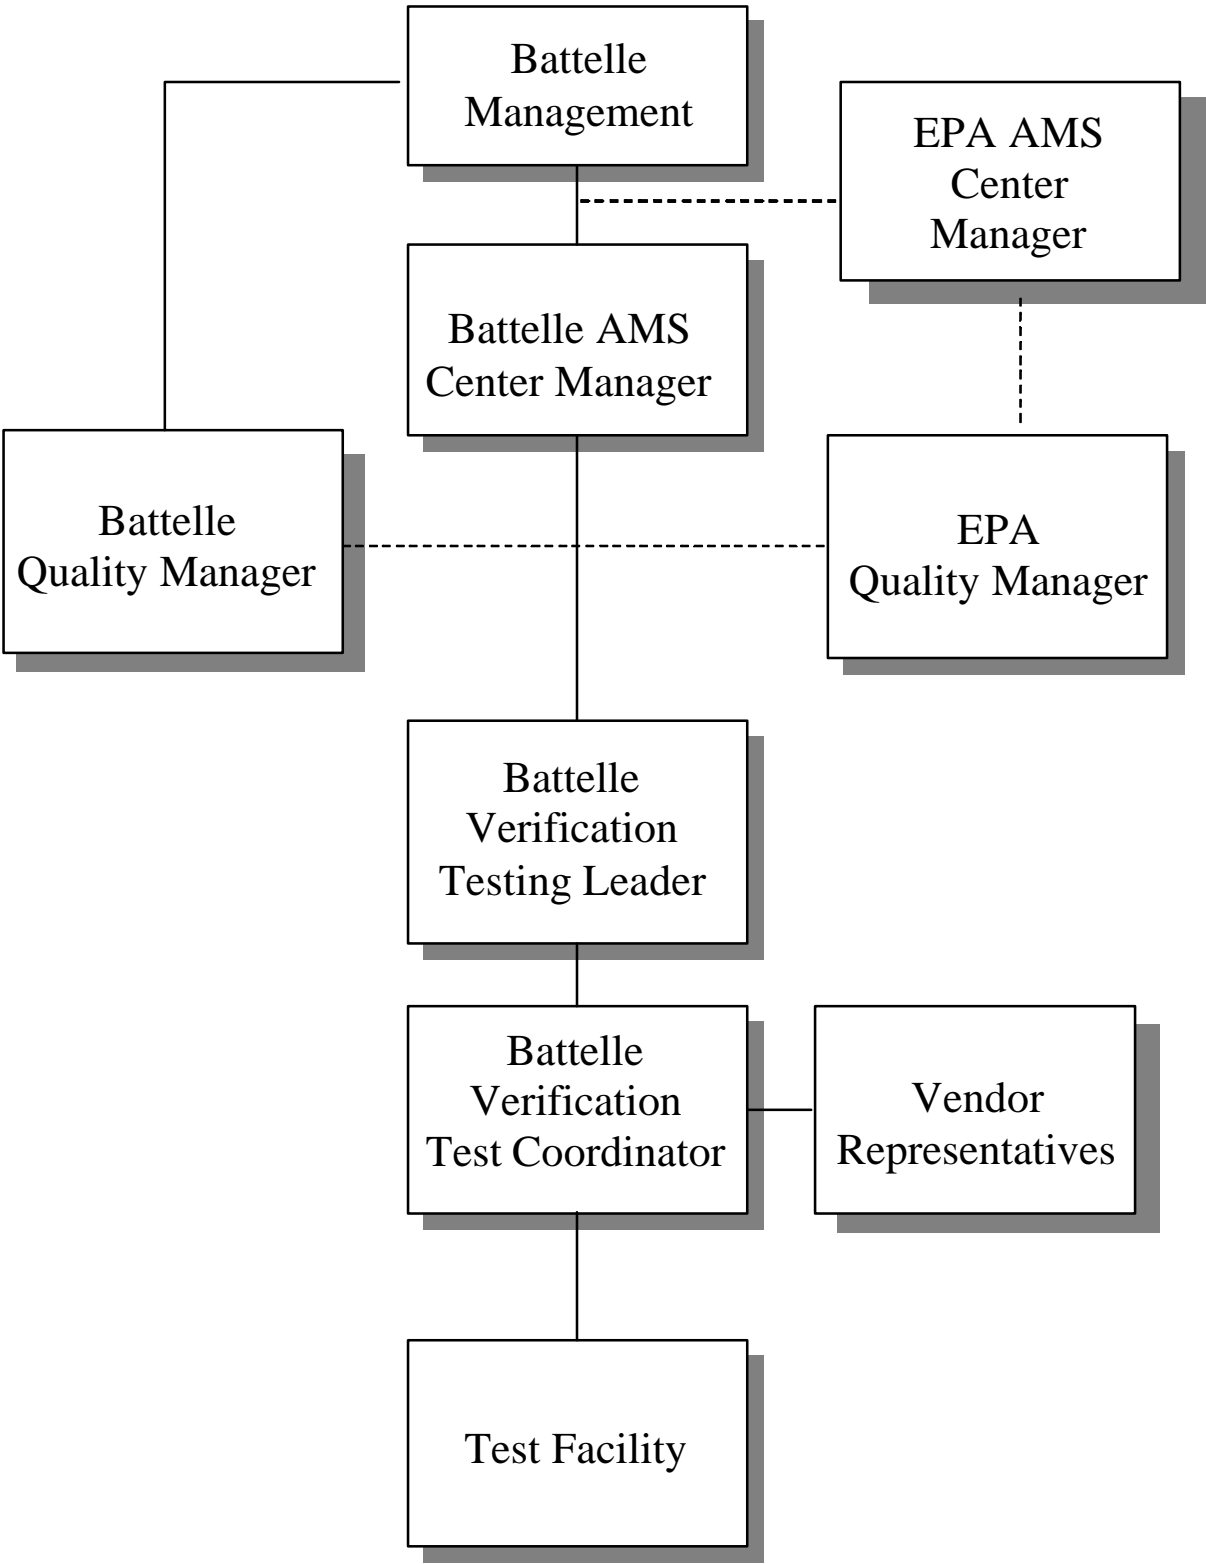 Battelle
Management
EPA AMS
Center
Manager
Battelle AMS
Center Manager
Battelle
Quality Manager
EPA
Quality Manager
Battelle
Verification
Testing Leader
Battelle
Verification
Test Coordinator
Vendor
Representatives
Test Facility